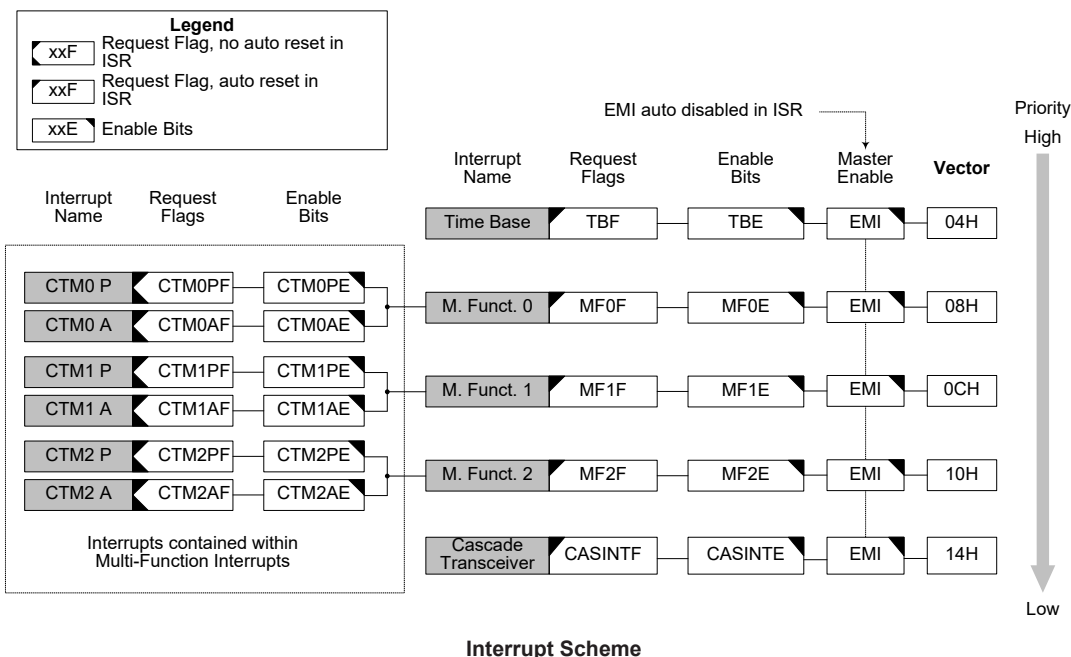 Legend
xxF Request Flag, no auto reset in
ISR
xxF Request Flag, auto reset in
ISR
xxE Enable Bits
EMI auto disabled in ISR
Priority
High
Interrupt Name Request Flags Enable Bits Master Enable Vector
Interrupt Name Request Flags Enable Bits
Time Base TBF TBE EMI 04H
CTM0 P CTM0PF CTM0PE
M. Funct. 0 MF0F MF0E EMI 08H
CTM0 A CTM0AF CTM0AE
CTM1 P CTM1PF CTM1PE
M. Funct. 1 MF1F MF1E EMI 0CH
CTM1 A CTM1AF CTM1AE
CTM2 P CTM2PF CTM2PE
M. Funct. 2 MF2F MF2E EMI 10H
CTM2 A CTM2AF CTM2AE
Interrupts contained within
Multi-Function Interrupts
Cascade Transceiver CASINTF CASINTE EMI 14H
Low
Interrupt Scheme